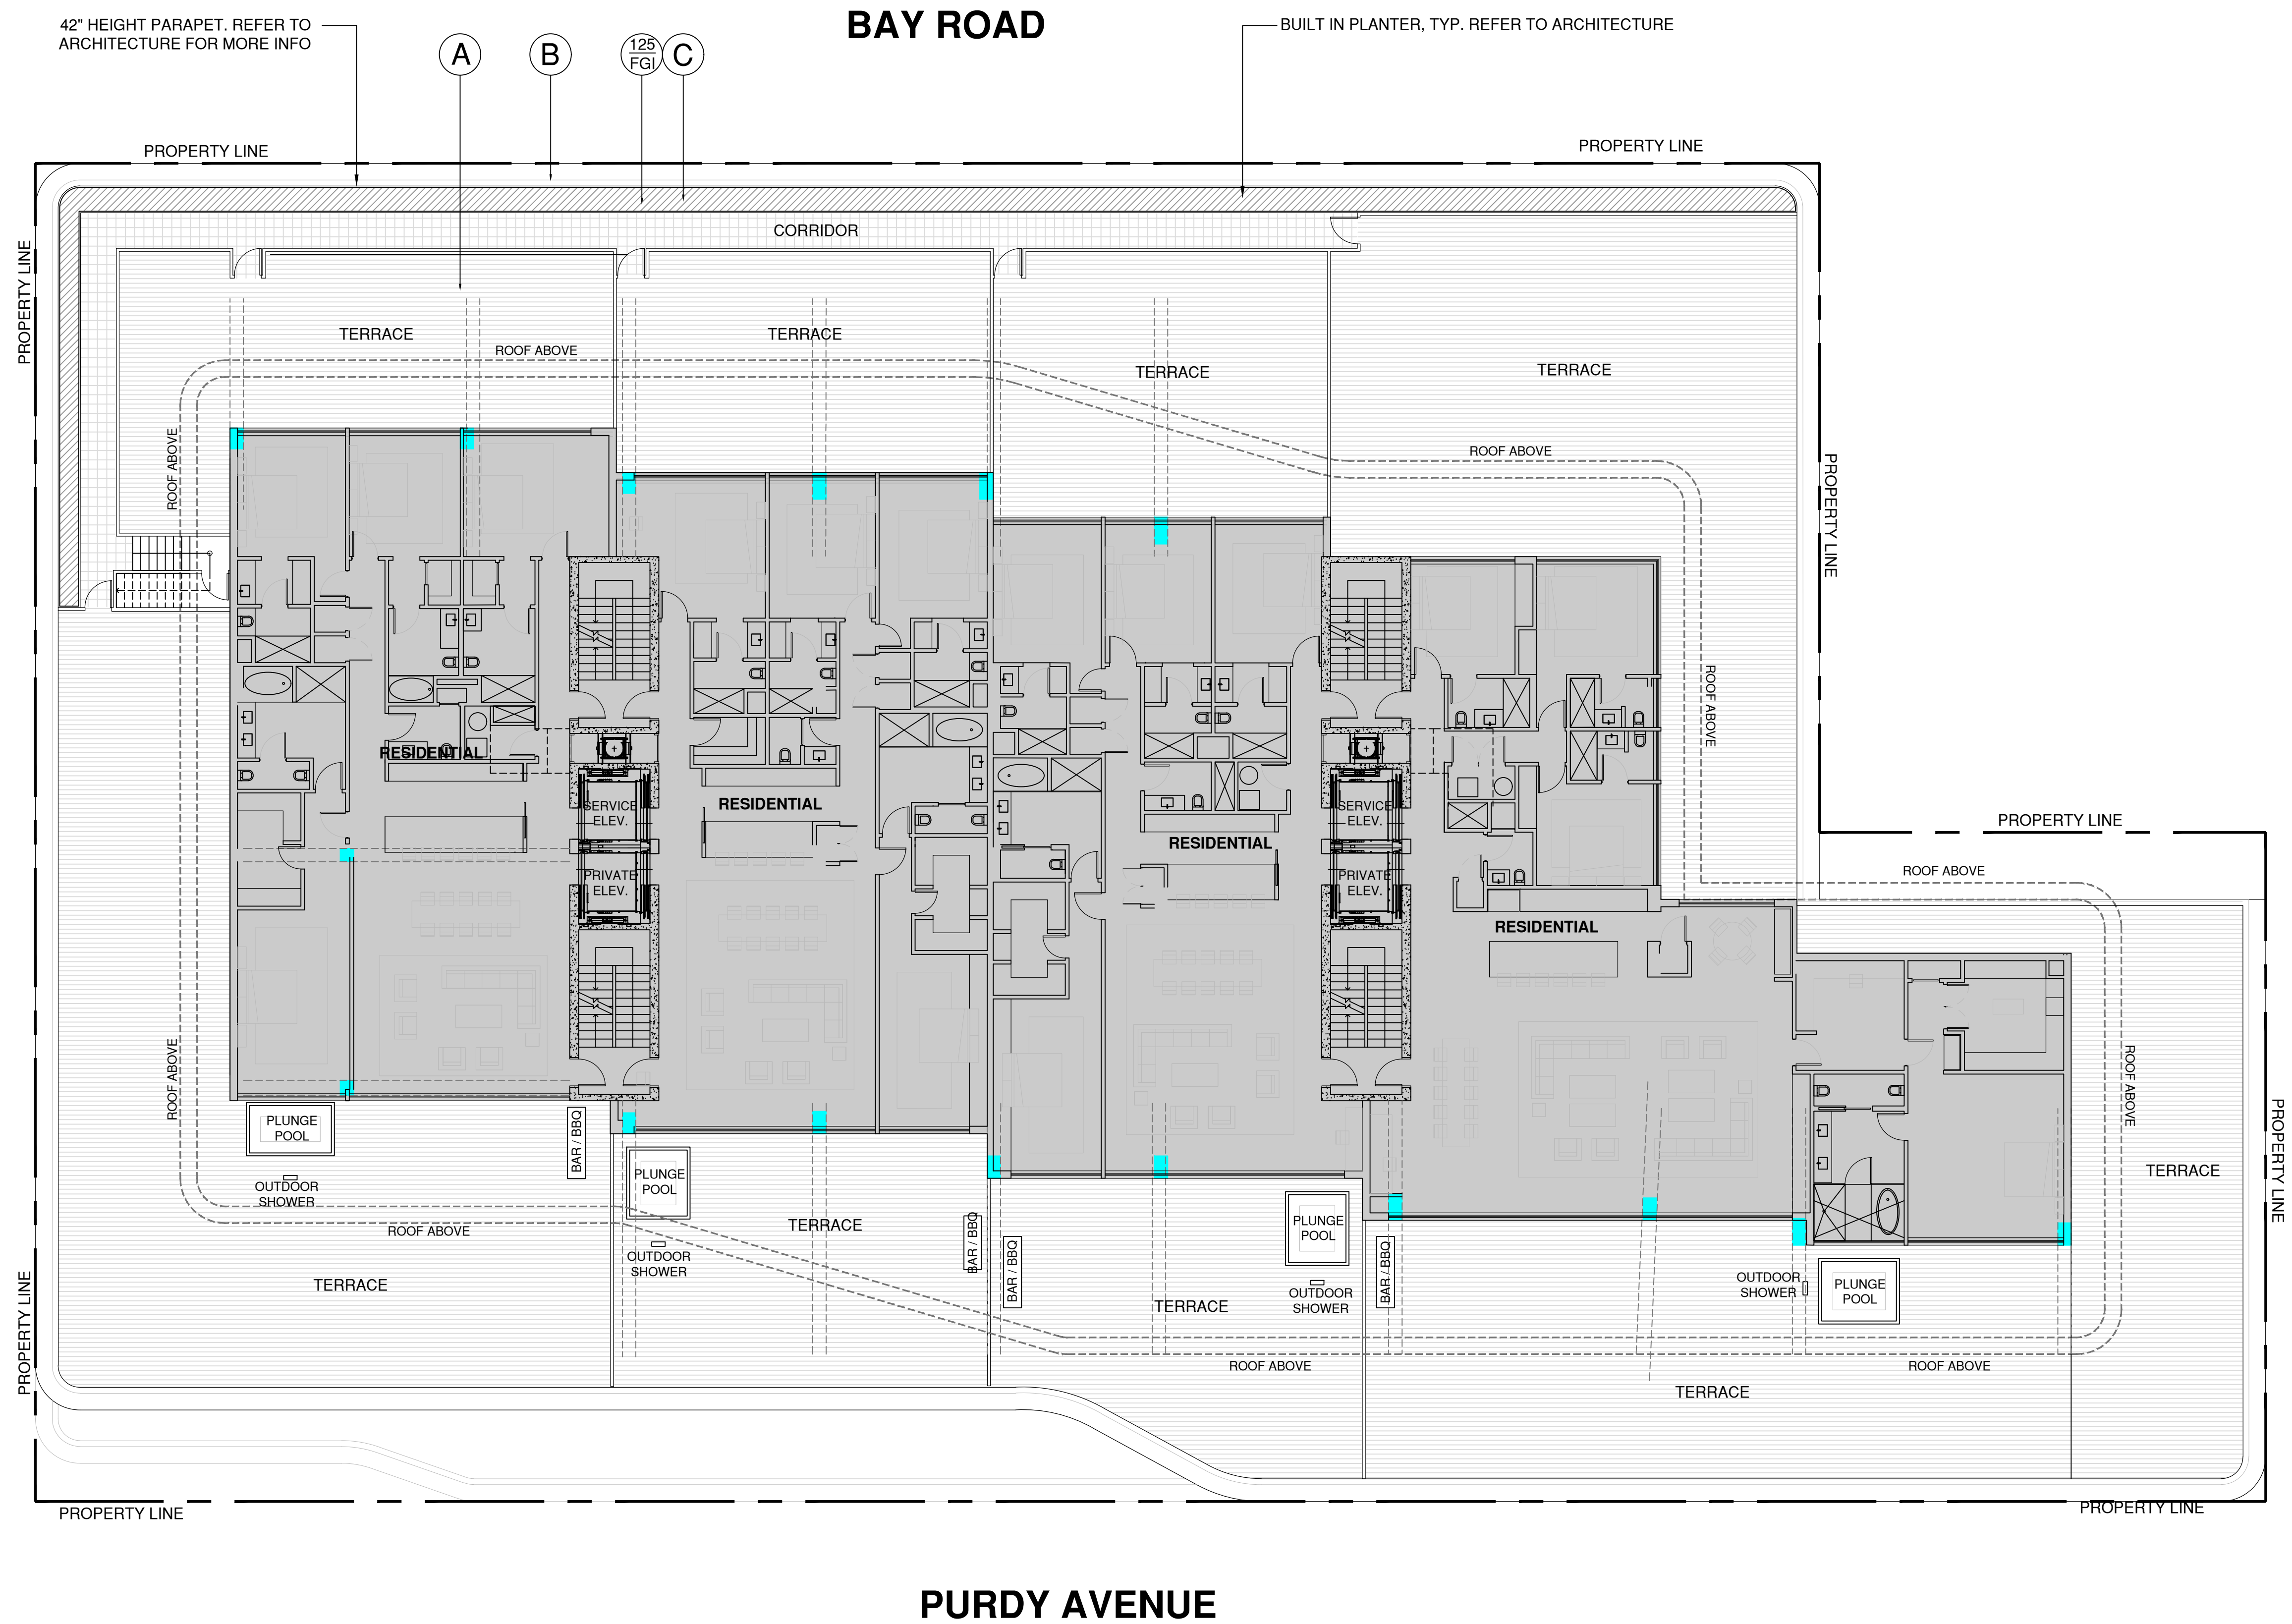 BAY ROAD
42" HEIGHT PARAPET. REFER TO
ARCHITECTURE FOR MORE INFO
A
B
125
FGI
C
BUILT IN PLANTER, TYP. REFER TO ARCHITECTURE
PROPERTY LINE
PROPERTY LINE
PROPERTY LINE
CORRIDOR
TERRACE
ROOF ABOVE
TERRACE
TERRACE
TERRACE
ROOF ABOVE
ROOF ABOVE
PROPERTY LINE
ROOF ABOVE
RESIDENTIAL
RESIDENTIAL
RESIDENTIAL
RESIDENTIAL
SERVICE
ELEV.
PRIVATE
ELEV.
SERVICE
ELEV.
PRIVATE
ELEV.
PROPERTY LINE
ROOF ABOVE
ROOF ABOVE
ROOF ABOVE
PROPERTY LINE
PLUNGE
POOL
OUTDOOR
SHOWER
BAR / BBQ
PLUNGE
POOL
OUTDOOR
SHOWER
TERRACE
BAR / BBQ
BAR / BBQ
PLUNGE
POOL
OUTDOOR
SHOWER
BAR / BBQ
OUTDOOR
SHOWER
PLUNGE
POOL
TERRACE
ROOF ABOVE
TERRACE
TERRACE
ROOF ABOVE
ROOF ABOVE
TERRACE
PROPERTY LINE
PROPERTY LINE
PROPERTY LINE
PURDY AVENUE